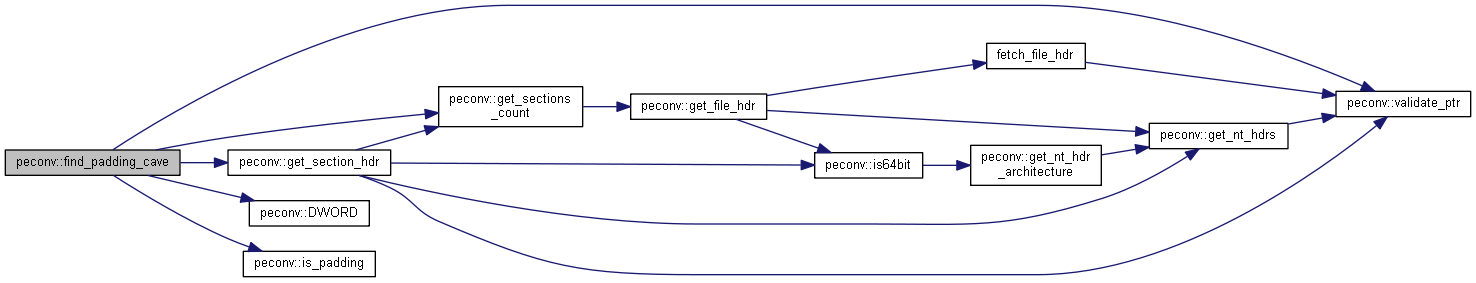 peconv::find_padding_cave
peconv::get_section_hdr
peconv::DWORD
peconv::is_padding
peconv::get_sections
_count
peconv::get_file_hdr
fetch_file_hdr
peconv::is64bit
peconv::get_nt_hdr
_architecture
peconv::get_nt_hdrs
peconv::validate_ptr